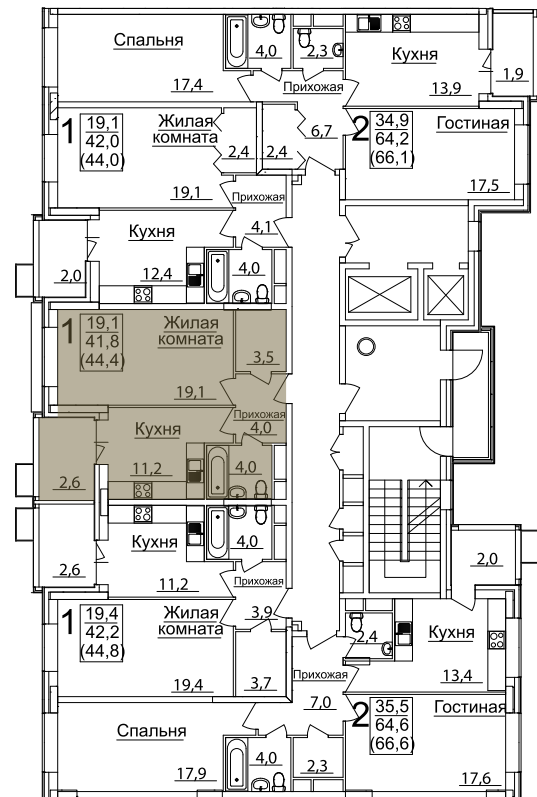 Спальня
17,4
4,0
2,3
Прихожая
Кухня
13,9
1,9
1
19,1
42,0
(44,0)
Жилая
комната
19,1
2,4
2,4
6,7
2
34,9
64,2
(66,1)
Гостиная
17,5
Прихожая
4,1
Кухня
12,4
2,0
4,0
1
19,1
41,8
(44,4)
Жилая
комната
19,1
3,5
Прихожая
4,0
Кухня
11,2
2,6
4,0
2,6
Кухня
11,2
4,0
Прихожая
3,9
1
19,4
42,2
(44,8)
Жилая
комната
19,4
3,7
2,0
2,4
Кухня
13,4
Прихожая
7,0
2
35,5
64,6
(66,6)
Гостиная
17,6
Спальня
17,9
4,0
2,3